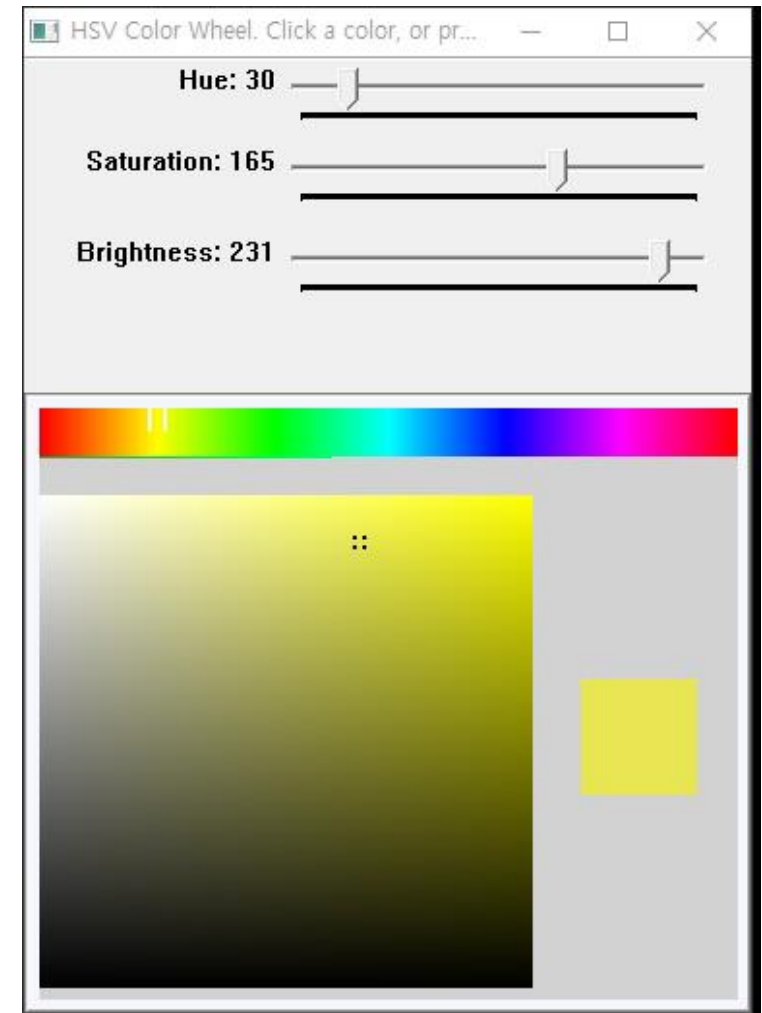 HSV Color Wheel. Click a color, or pr...
Hue: 30
Saturation: 165
Brightness: 231